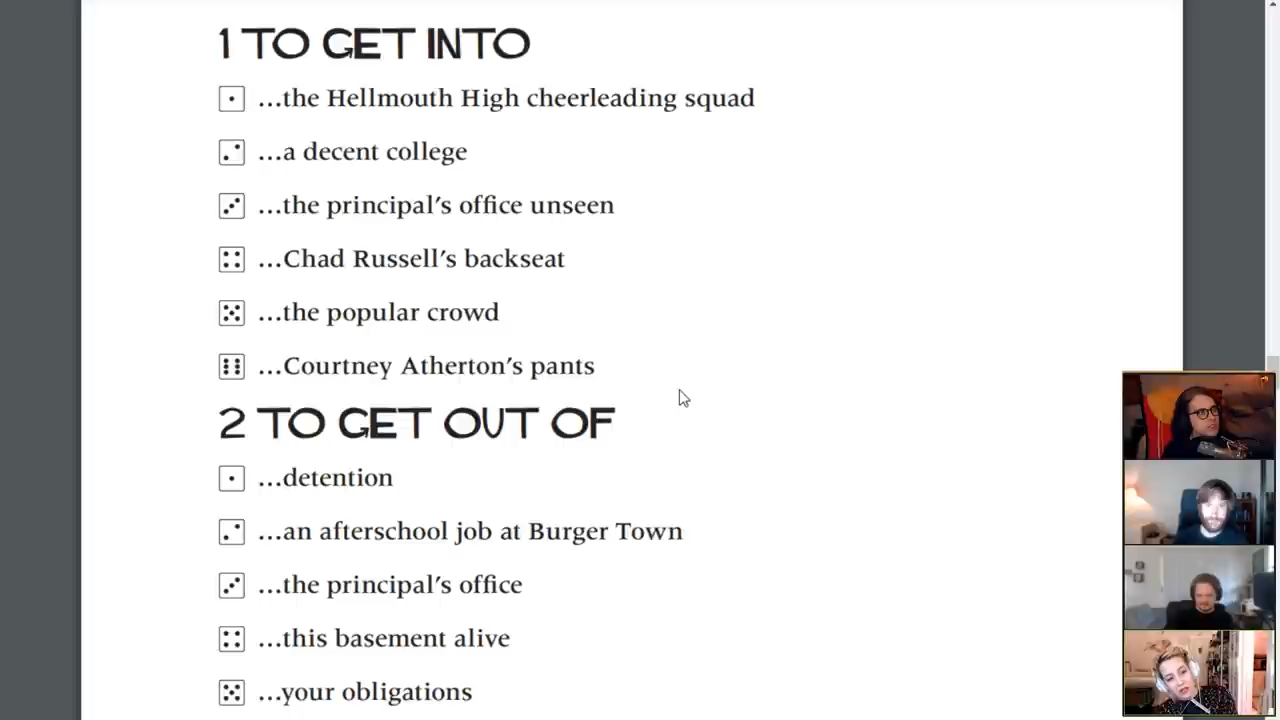 1 TO GET INTO
…the Hellmouth High cheerleading squad
…a decent college
…the principal’s office unseen
…Chad Russell’s backseat
…the popular crowd
…Courtney Atherton’s pants
2 TO GET OUT OF
…detention
…an afterschool job at Burger Town
…the principal’s office
…this basement alive
…your obligations